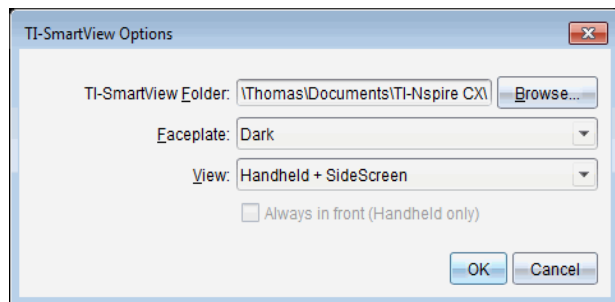 TI-SmartView Options
TI-SmartView Folder: \Thomas\Documents\TI-Nspire CX\ Browse...
Faceplate: Dark
View: Handheld + SideScreen
Always in front (Handheld only)
OK Cancel